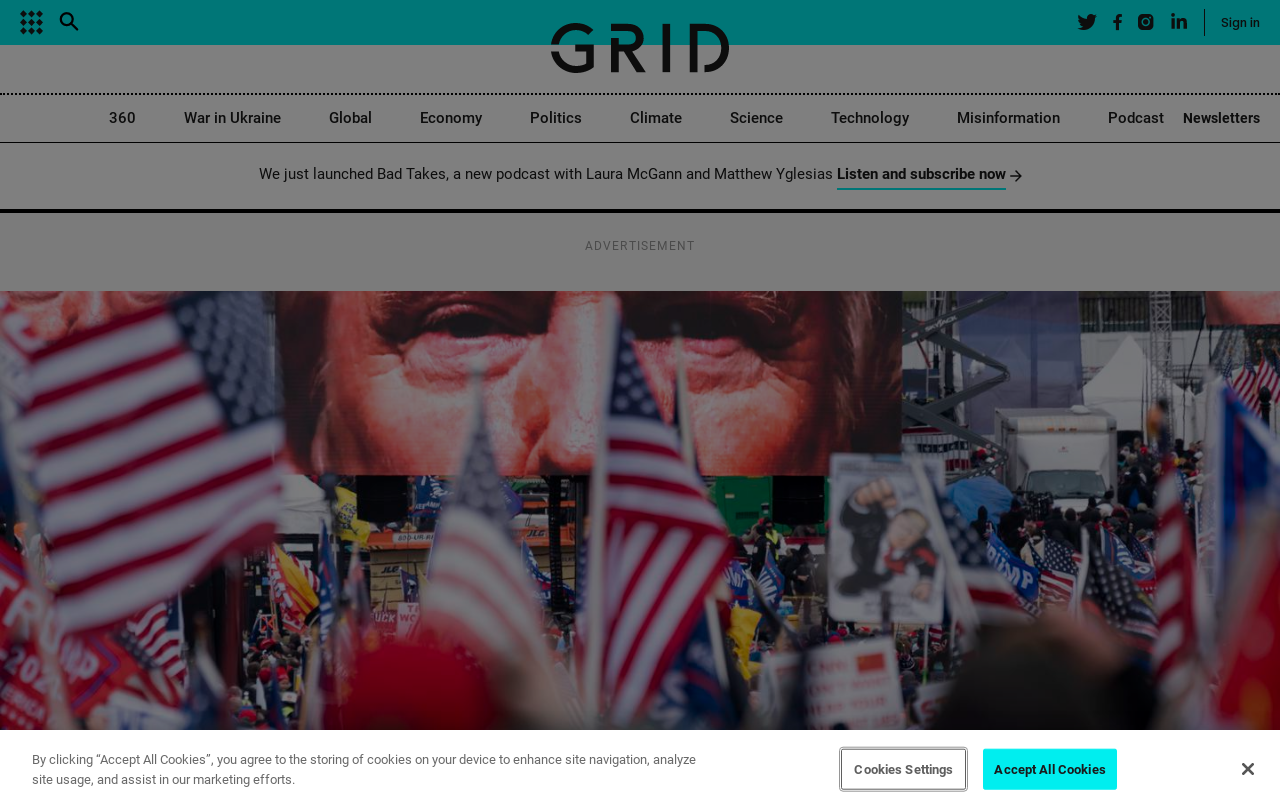 Sign in
GRID
360 War in Ukraine Global Economy Politics Climate Science Technology Misinformation Podcast Newsletters
We just launched Bad Takes, a new podcast with Laura McGann and Matthew Yglesias Listen and subscribe now
ADVERTISEMENT
JLG
JLG
TRUMP
TRUMP
By clicking “Accept All Cookies”, you agree to the storing of cookies on your device to enhance site navigation, analyze
site usage, and assist in our marketing efforts.
Cookies Settings
Accept All Cookies